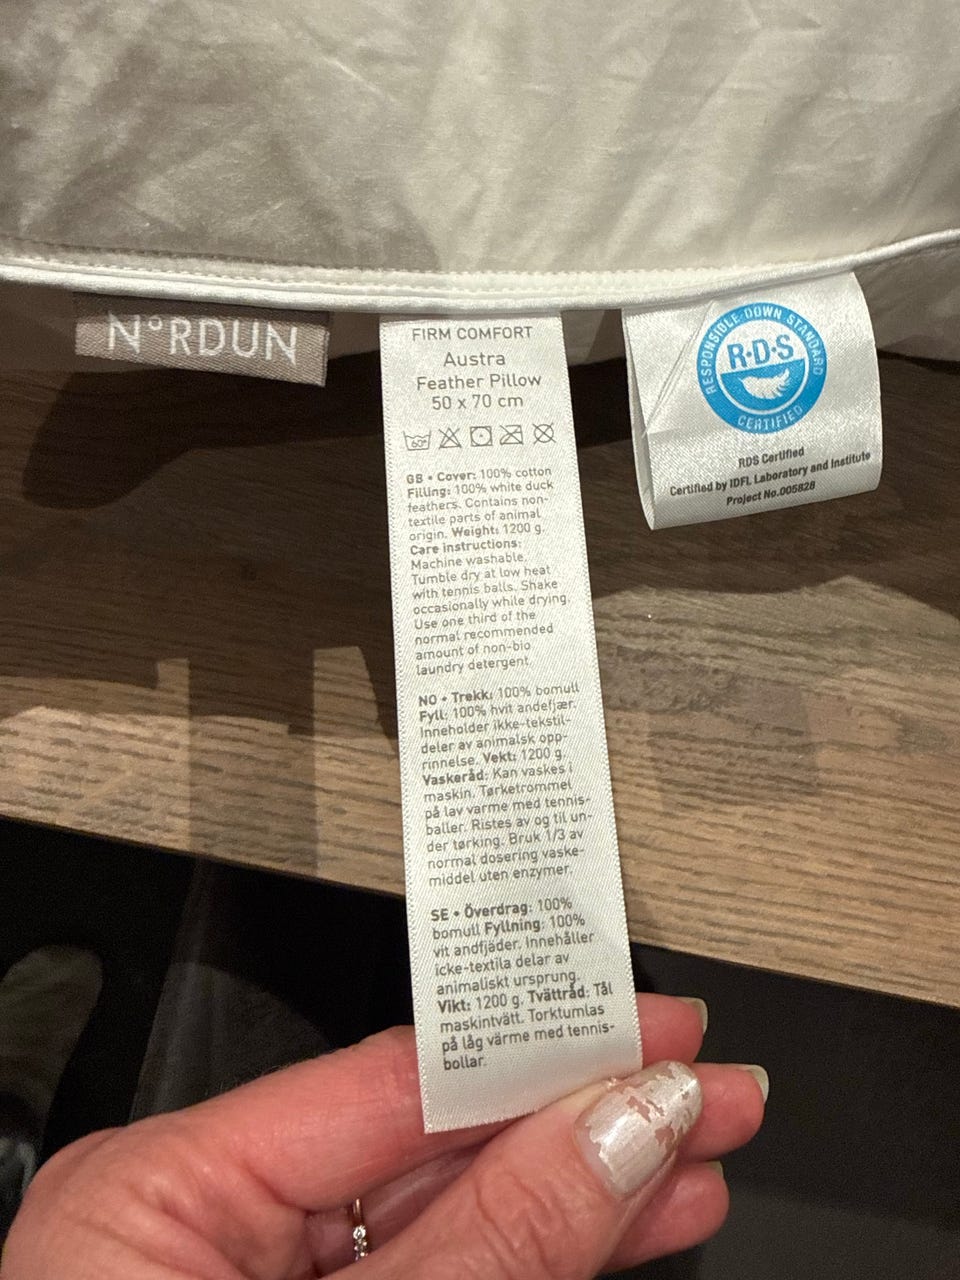 N°RDUN
FIRM COMFORT
Austra
Feather Pillow
50 x 70 cm
60°
GB • Cover: 100% cotton
Filling: 100% white duck
feathers. Contains non-
textile parts of animal
origin. Weight: 1200 g.
Care instructions:
Machine washable.
Tumble dry at low heat
with tennis balls. Shake
occasionally while drying.
Use one third of the
normal recommended
amount of non-bio
laundry detergent.
NO • Trekk: 100% bomull
Fyll: 100% hvit andefjær.
Inneholder ikke-tekstil-
deler av animalsk opp-
rinnelse. Vekt: 1200 g.
Vaskeråd: Kan vaskes i
maskin. Tørketrommel
på lav varme med tennis-
baller. Ristes av og til un-
der tørking. Bruk 1/3 av
normal dosering vaske-
middel uten enzymer.
SE • Överdrag: 100%
bomull Fyllning: 100%
vit andfjäder. Innehåller
icke-textila delar av
animaliskt ursprung.
Vikt: 1200 g. Tvättråd: Tål
maskintvätt. Torktumlas
på låg värme med tennis-
bollar.
RESPONSIBLE DOWN STANDARD
R·D·S
CERTIFIED
RDS Certified
Certified by IDFL Laboratory and Institute
Project No.005828